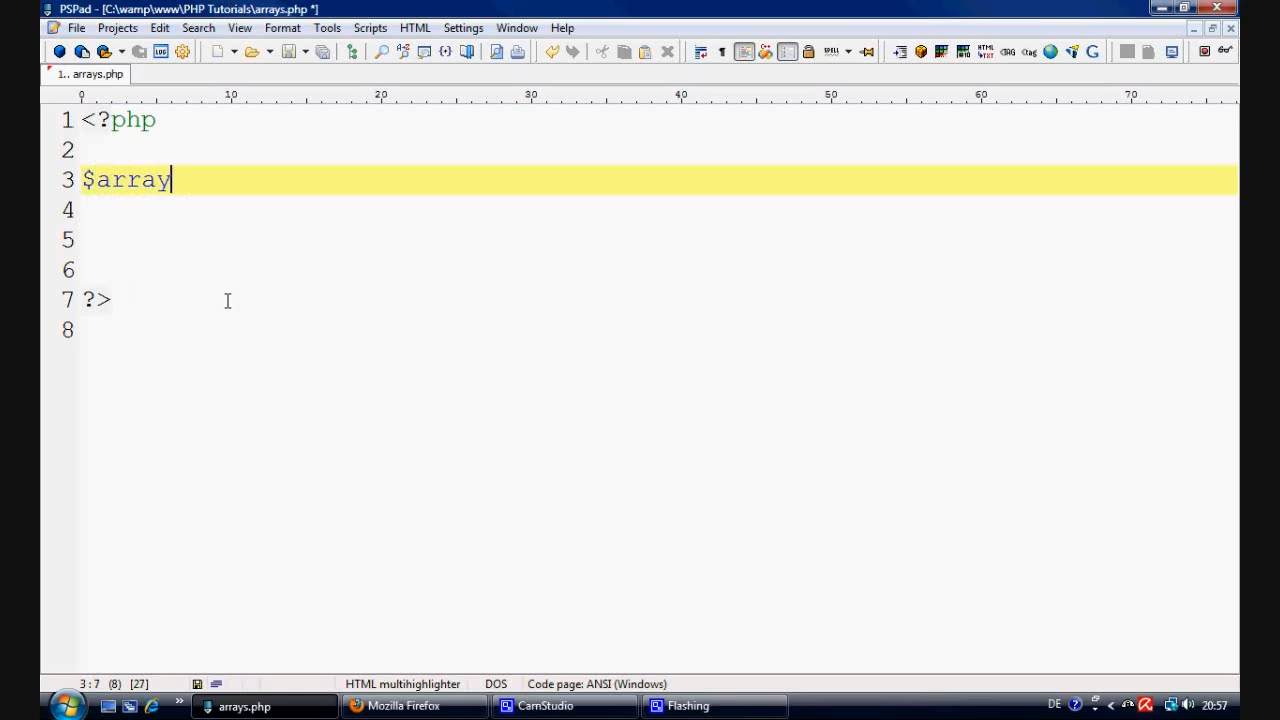 PSPad - [C:\wamp\www\PHP Tutorials\arrays.php *]
File Projects Edit Search View Format Tools Scripts HTML Settings Window Help
1.. arrays.php
0 10 20 30 40 50 60 70
1 <?php
2
3 $array
4
5
6
7 ?>
8
3:7 (8) [27] HTML multihighlighter DOS Code page: ANSI (Windows)
arrays.php Mozilla Firefox CamStudio Flashing DE 20:57